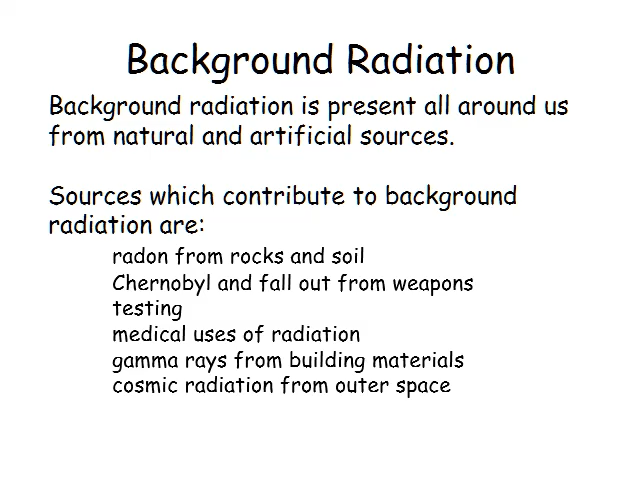 Background Radiation
Background radiation is present all around us
from natural and artificial sources.
Sources which contribute to background
radiation are:
radon from rocks and soil
Chernobyl and fall out from weapons
testing
medical uses of radiation
gamma rays from building materials
cosmic radiation from outer space